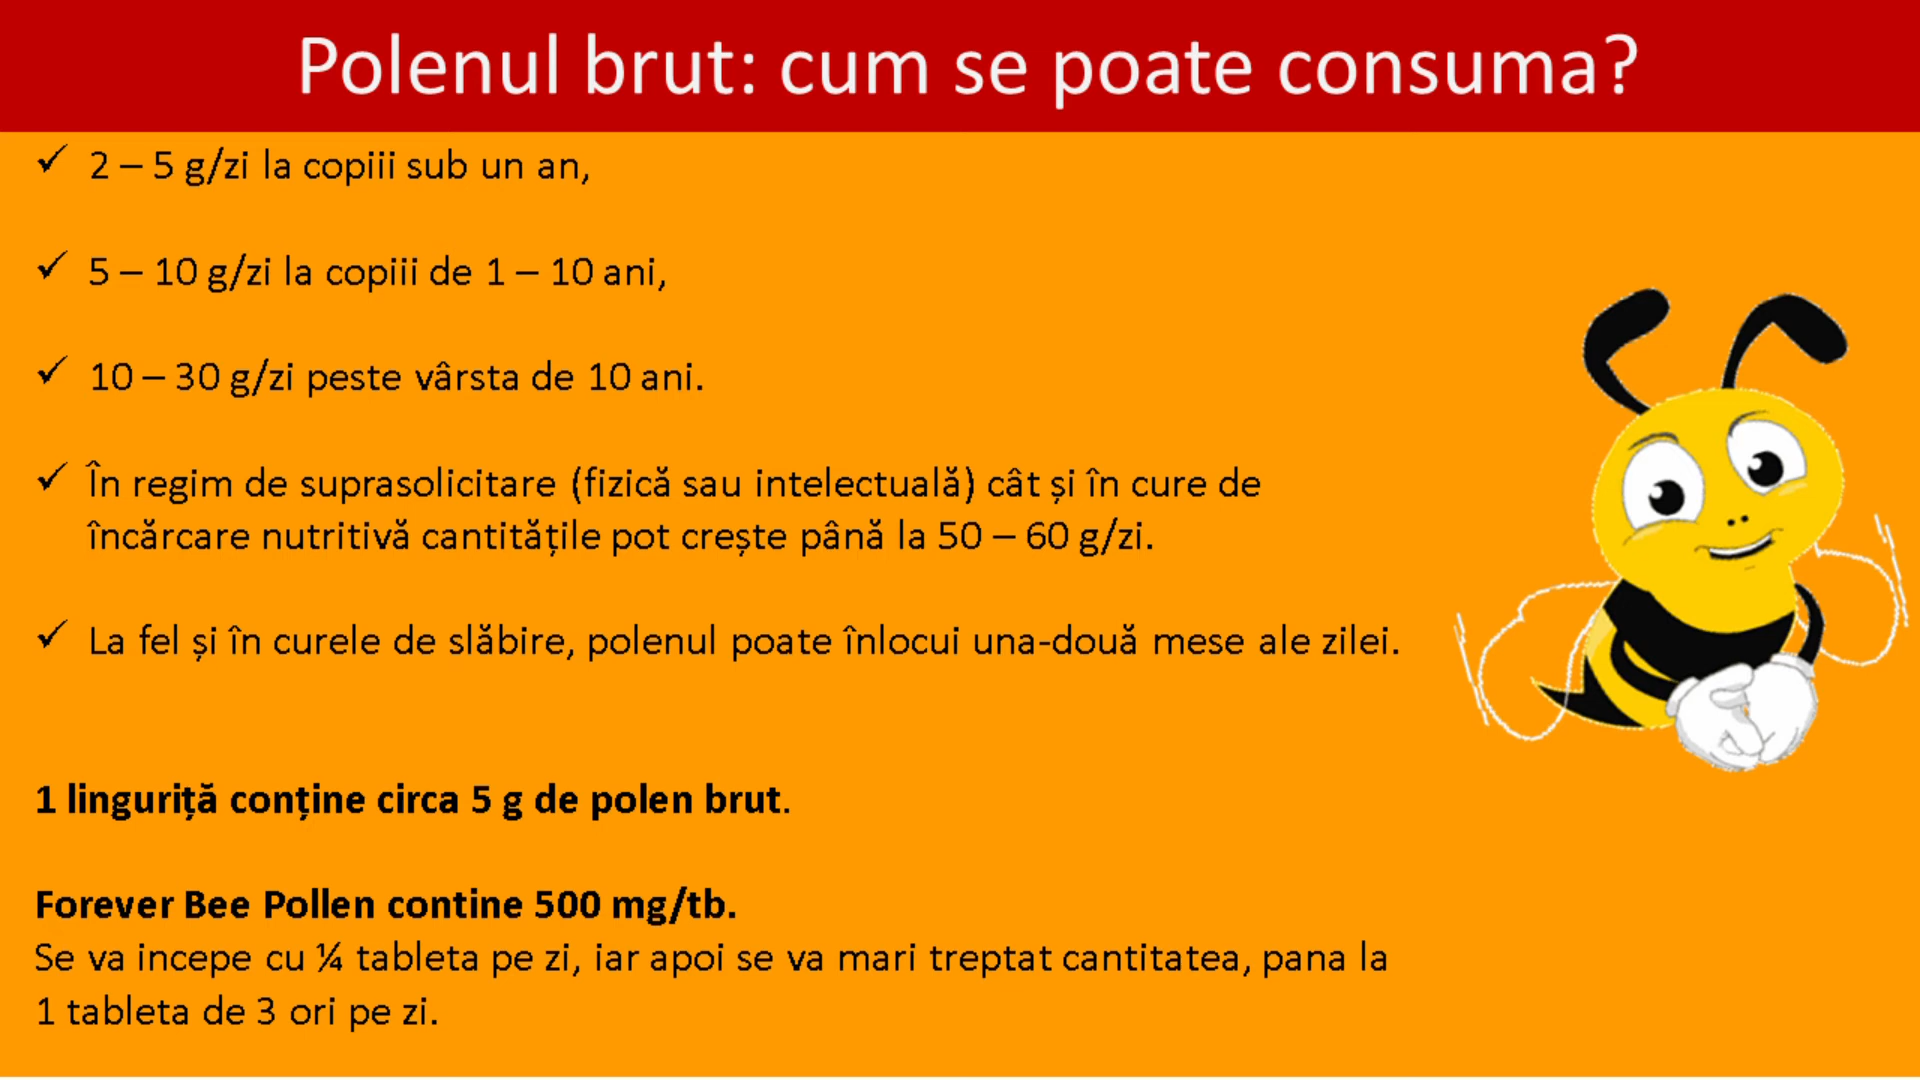 Polenul brut: cum se poate consuma?
✓ 2 – 5 g/zi la copiii sub un an,
✓ 5 – 10 g/zi la copiii de 1 – 10 ani,
✓ 10 – 30 g/zi peste vârsta de 10 ani.
✓ În regim de suprasolicitare (fizică sau intelectuală) cât și în cure de
încărcare nutritivă cantitățile pot crește până la 50 – 60 g/zi.
✓ La fel și în curele de slăbire, polenul poate înlocui una-două mese ale zilei.
1 linguriță conține circa 5 g de polen brut.
Forever Bee Pollen contine 500 mg/tb.
Se va incepe cu ¼ tableta pe zi, iar apoi se va mari treptat cantitatea, pana la
1 tableta de 3 ori pe zi.